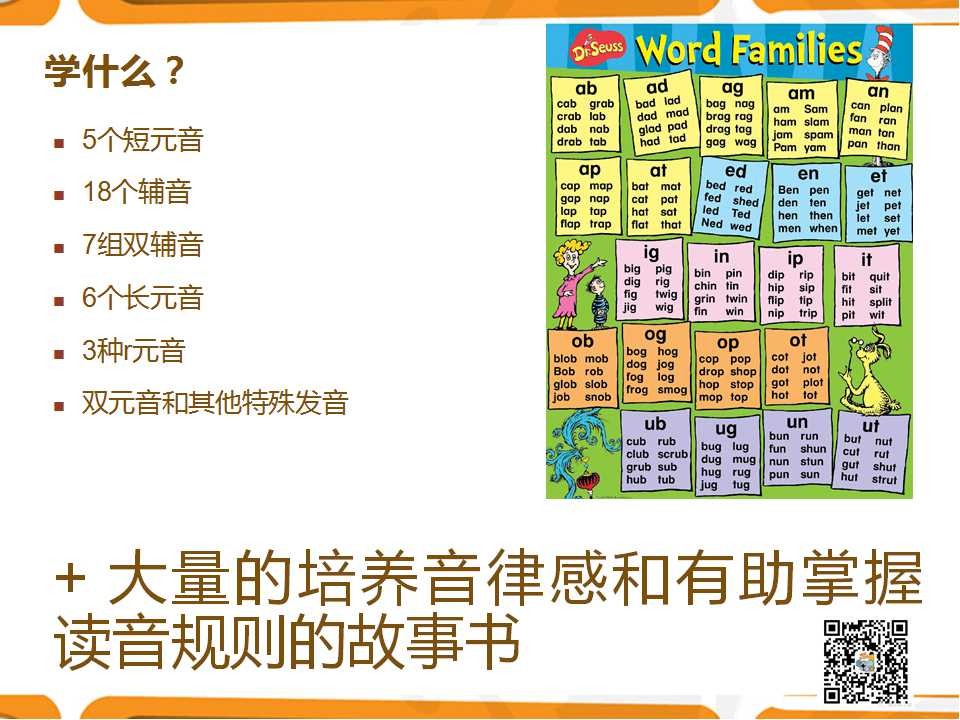 学什么？
5个短元音
18个辅音
7组双辅音
6个长元音
3种r元音
双元音和其他特殊发音
Dr. Seuss Word Families
ab
cab grab
crab lab
dab nab
drab tab
ad
bad lad
dad mad
glad pad
had tad
ag
bag nag
brag rag
drag tag
gag wag
am
am Sam
ham slam
jam spam
Pam yam
an
can plan
fan ran
man tan
pan than
ap
cap map
gap nap
lap tap
flap trap
at
bat mat
cat pat
hat sat
flat that
ed
bed red
fed shed
led Ted
Ned wed
en
Ben pen
den ten
hen then
men when
et
get net
jet pet
let set
met yet
ig
big pig
dig rig
fig twig
jig wig
in
bin pin
chin tin
grin twin
fin win
ip
dip rip
hip sip
flip tip
nip trip
it
bit quit
fit sit
hit split
pit wit
ob
blob mob
Bob rob
glob slob
job snob
og
bog hog
dog jog
fog log
frog smog
op
cop pop
drop shop
hop stop
mop top
ot
cot jot
dot not
got plot
hot tot
ub
cub rub
club scrub
grub sub
hub tub
ug
bug lug
dug mug
hug rug
jug tug
un
bun run
fun shun
nun stun
pun sun
ut
but nut
cut rut
gut shut
hut strut
+ 大量的培养音律感和有助掌握
读音规则的故事书